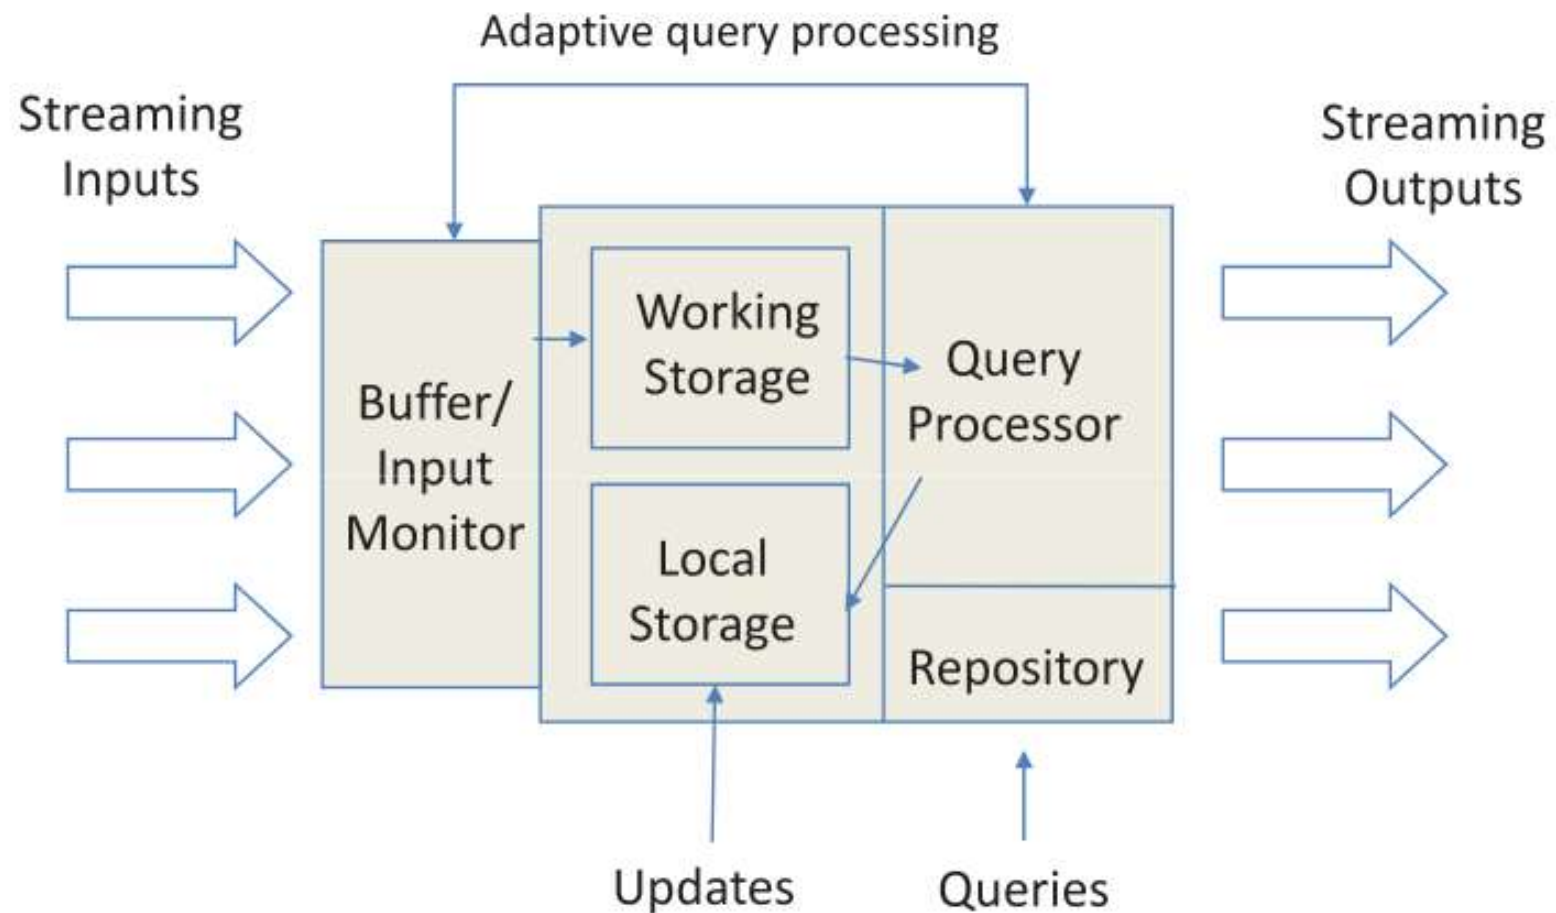 Adaptive query processing
Streaming
Inputs
Streaming
Outputs
Buffer/
Input
Monitor
Working
Storage
Query
Processor
Local
Storage
Repository
Updates
Queries